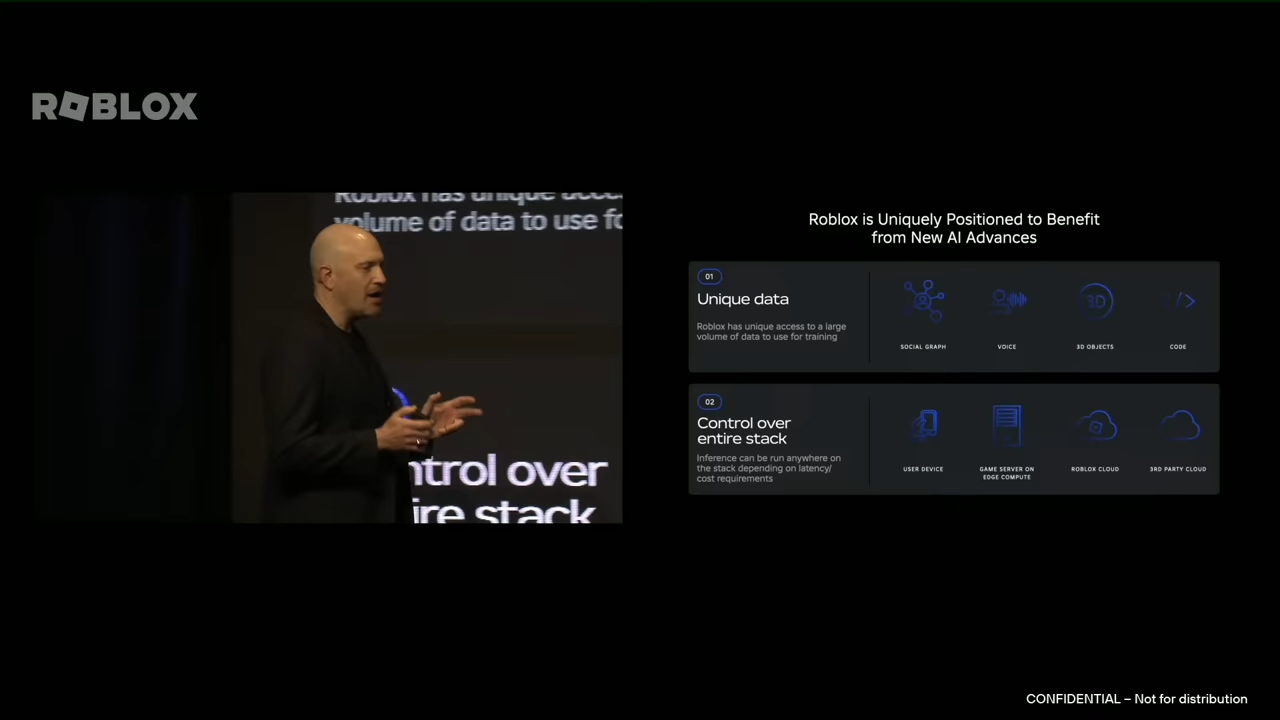 ROBLOX
Roblox has unique acce
volume of data to use fo
ntrol over
ire stack
Roblox is Uniquely Positioned to Benefit
from New AI Advances
01
Unique data
Roblox has unique access to a large
volume of data to use for training
SOCIAL GRAPH
VOICE
3D
3D OBJECTS
</>
CODE
02
Control over
entire stack
Inference can be run anywhere on
the stack depending on latency/
cost requirements
USER DEVICE
GAME SERVER ON
EDGE COMPUTE
ROBLOX CLOUD
3RD PARTY CLOUD
CONFIDENTIAL – Not for distribution